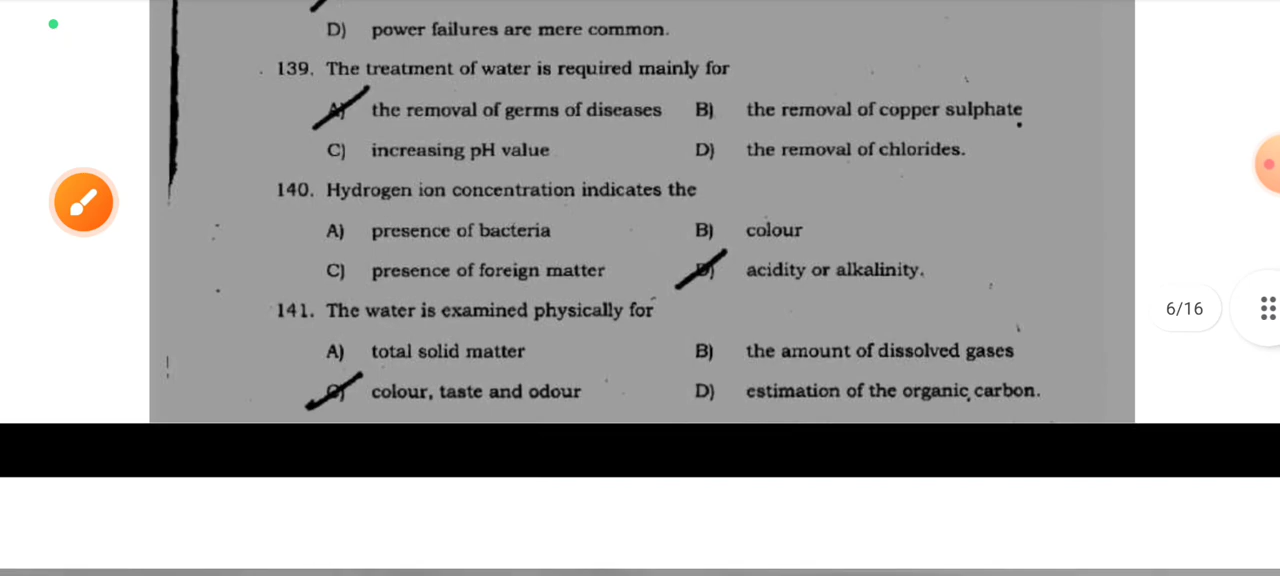 D) power failures are mere common.
139. The treatment of water is required mainly for
A) the removal of germs of diseases B) the removal of copper sulphate
C) increasing pH value D) the removal of chlorides.
140. Hydrogen ion concentration indicates the
A) presence of bacteria B) colour
C) presence of foreign matter D) acidity or alkalinity.
141. The water is examined physically for
6/16
A) total solid matter B) the amount of dissolved gases
C) colour, taste and odour D) estimation of the organic carbon.